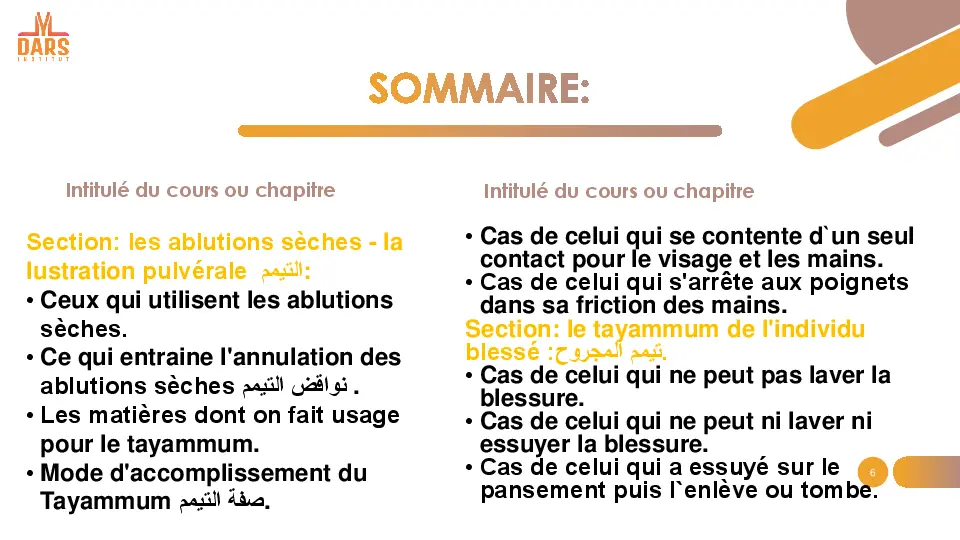 DARS
INSTITUT
SOMMAIRE:
Intitulé du cours ou chapitre
Section: les ablutions sèches - la
lustration pulvérale التيمم:
• Ceux qui utilisent les ablutions
sèches.
• Ce qui entraine l'annulation des
ablutions sèches نواقض التيمم .
• Les matières dont on fait usage
pour le tayammum.
• Mode d'accomplissement du
Tayammum صفة التيمم.
Intitulé du cours ou chapitre
• Cas de celui qui se contente d`un seul
contact pour le visage et les mains.
• Cas de celui qui s'arrête aux poignets
dans sa friction des mains.
Section: le tayammum de l'individu
blessé :تيمم المجروح.
• Cas de celui qui ne peut pas laver la
blessure.
• Cas de celui qui ne peut ni laver ni
essuyer la blessure.
• Cas de celui qui a essuyé sur le
pansement puis l`enlève ou tombe.
6